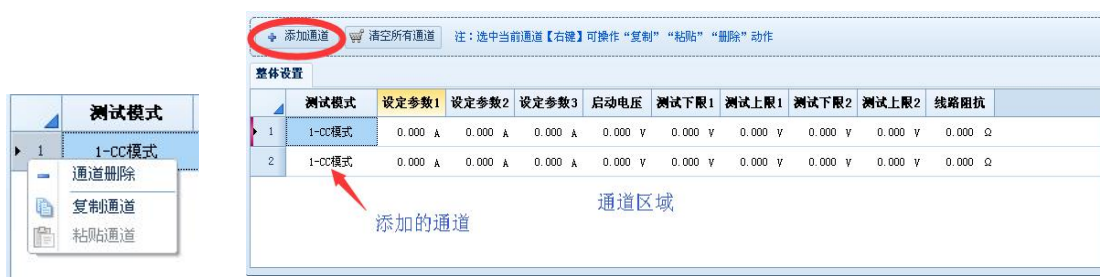 测试模式
1 1-CC模式
通道删除
复制通道
粘贴通道
添加通道 清空所有通道 注：选中当前通道【右键】可操作“复制”“粘贴”“删除”动作
整体设置
测试模式 设定参数1 设定参数2 设定参数3 启动电压 测试下限1 测试上限1 测试下限2 测试上限2 线路阻抗
1 1-CC模式 0.000 A 0.000 A 0.000 A 0.000 V 0.000 V 0.000 V 0.000 V 0.000 V 0.000 Ω
2 1-CC模式 0.000 A 0.000 A 0.000 A 0.000 V 0.000 V 0.000 V 0.000 V 0.000 V 0.000 Ω
添加的通道
通道区域